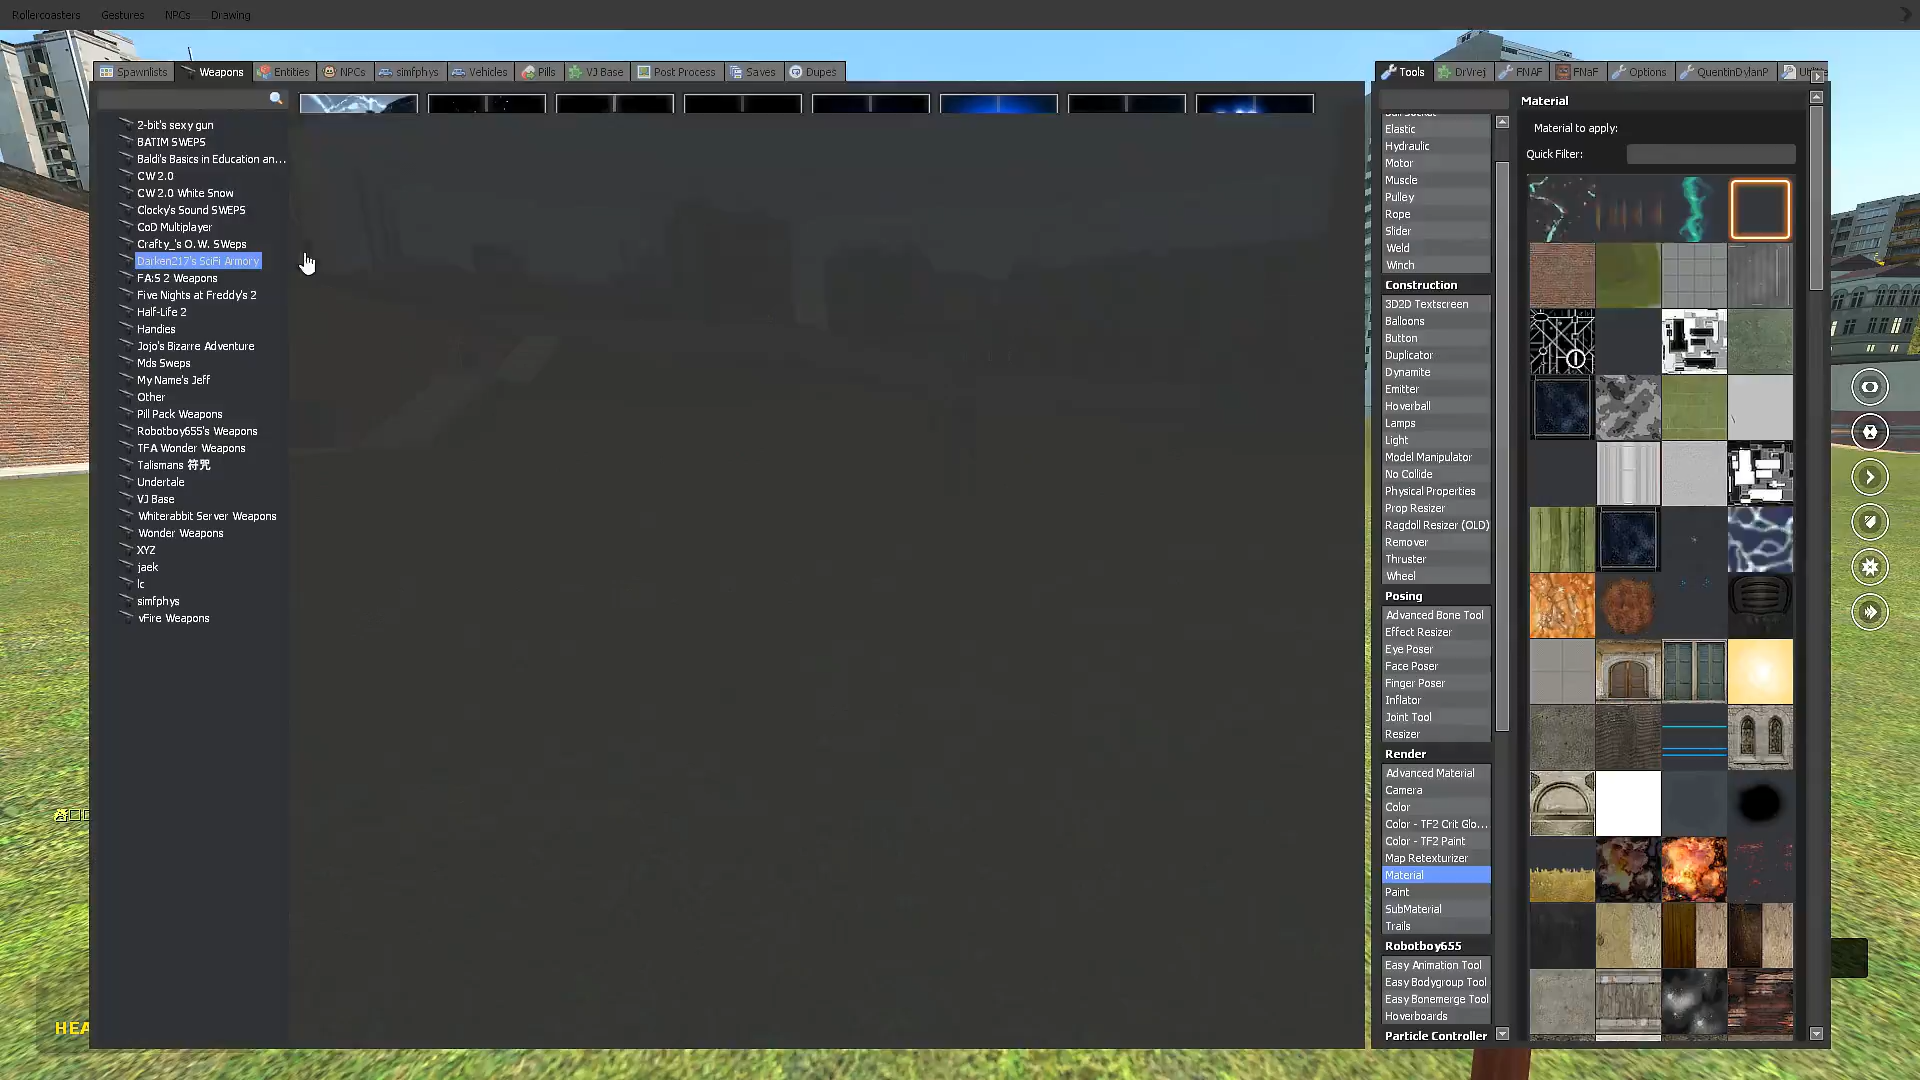 Rollercoasters Gestures NPCs Drawing
Spawnlists Weapons Entities NPCs simfphys Vehicles Pills VJ Base Post Process Saves Dupes
2-bit's sexy gun
BATIM SWEPS
Baldi's Basics in Education an...
CW 2.0
CW 2.0 White Snow
Clocky's Sound SWEPS
CoD Multiplayer
Crafty_'s O.W. SWeps
Darken217's SciFi Armory
FA:S 2 Weapons
Five Nights at Freddy's 2
Half-Life 2
Handies
Jojo's Bizarre Adventure
Mds Sweps
My Name's Jeff
Other
Pill Pack Weapons
Robotboy655's Weapons
TFA Wonder Weapons
Talismans 符咒
Undertale
VJ Base
Whiterabbit Server Weapons
Wonder Weapons
XYZ
jaek
lc
simfphys
vFire Weapons
HEA
Tools DrVrej FNAF FNaF Options QuentinDylanP
Elastic
Hydraulic
Motor
Muscle
Pulley
Rope
Slider
Weld
Winch
Construction
3D2D Textscreen
Balloons
Button
Duplicator
Dynamite
Emitter
Hoverball
Lamps
Light
Model Manipulator
No Collide
Physical Properties
Prop Resizer
Ragdoll Resizer (OLD)
Remover
Thruster
Wheel
Posing
Advanced Bone Tool
Effect Resizer
Eye Poser
Face Poser
Finger Poser
Inflator
Joint Tool
Resizer
Render
Advanced Material
Camera
Color
Color - TF2 Crit Glo...
Color - TF2 Paint
Map Retexturizer
Material
Paint
SubMaterial
Trails
Robotboy655
Easy Animation Tool
Easy Bodygroup Tool
Easy Bonemerge Tool
Hoverboards
Particle Controller
Material
Material to apply:
Quick Filter: